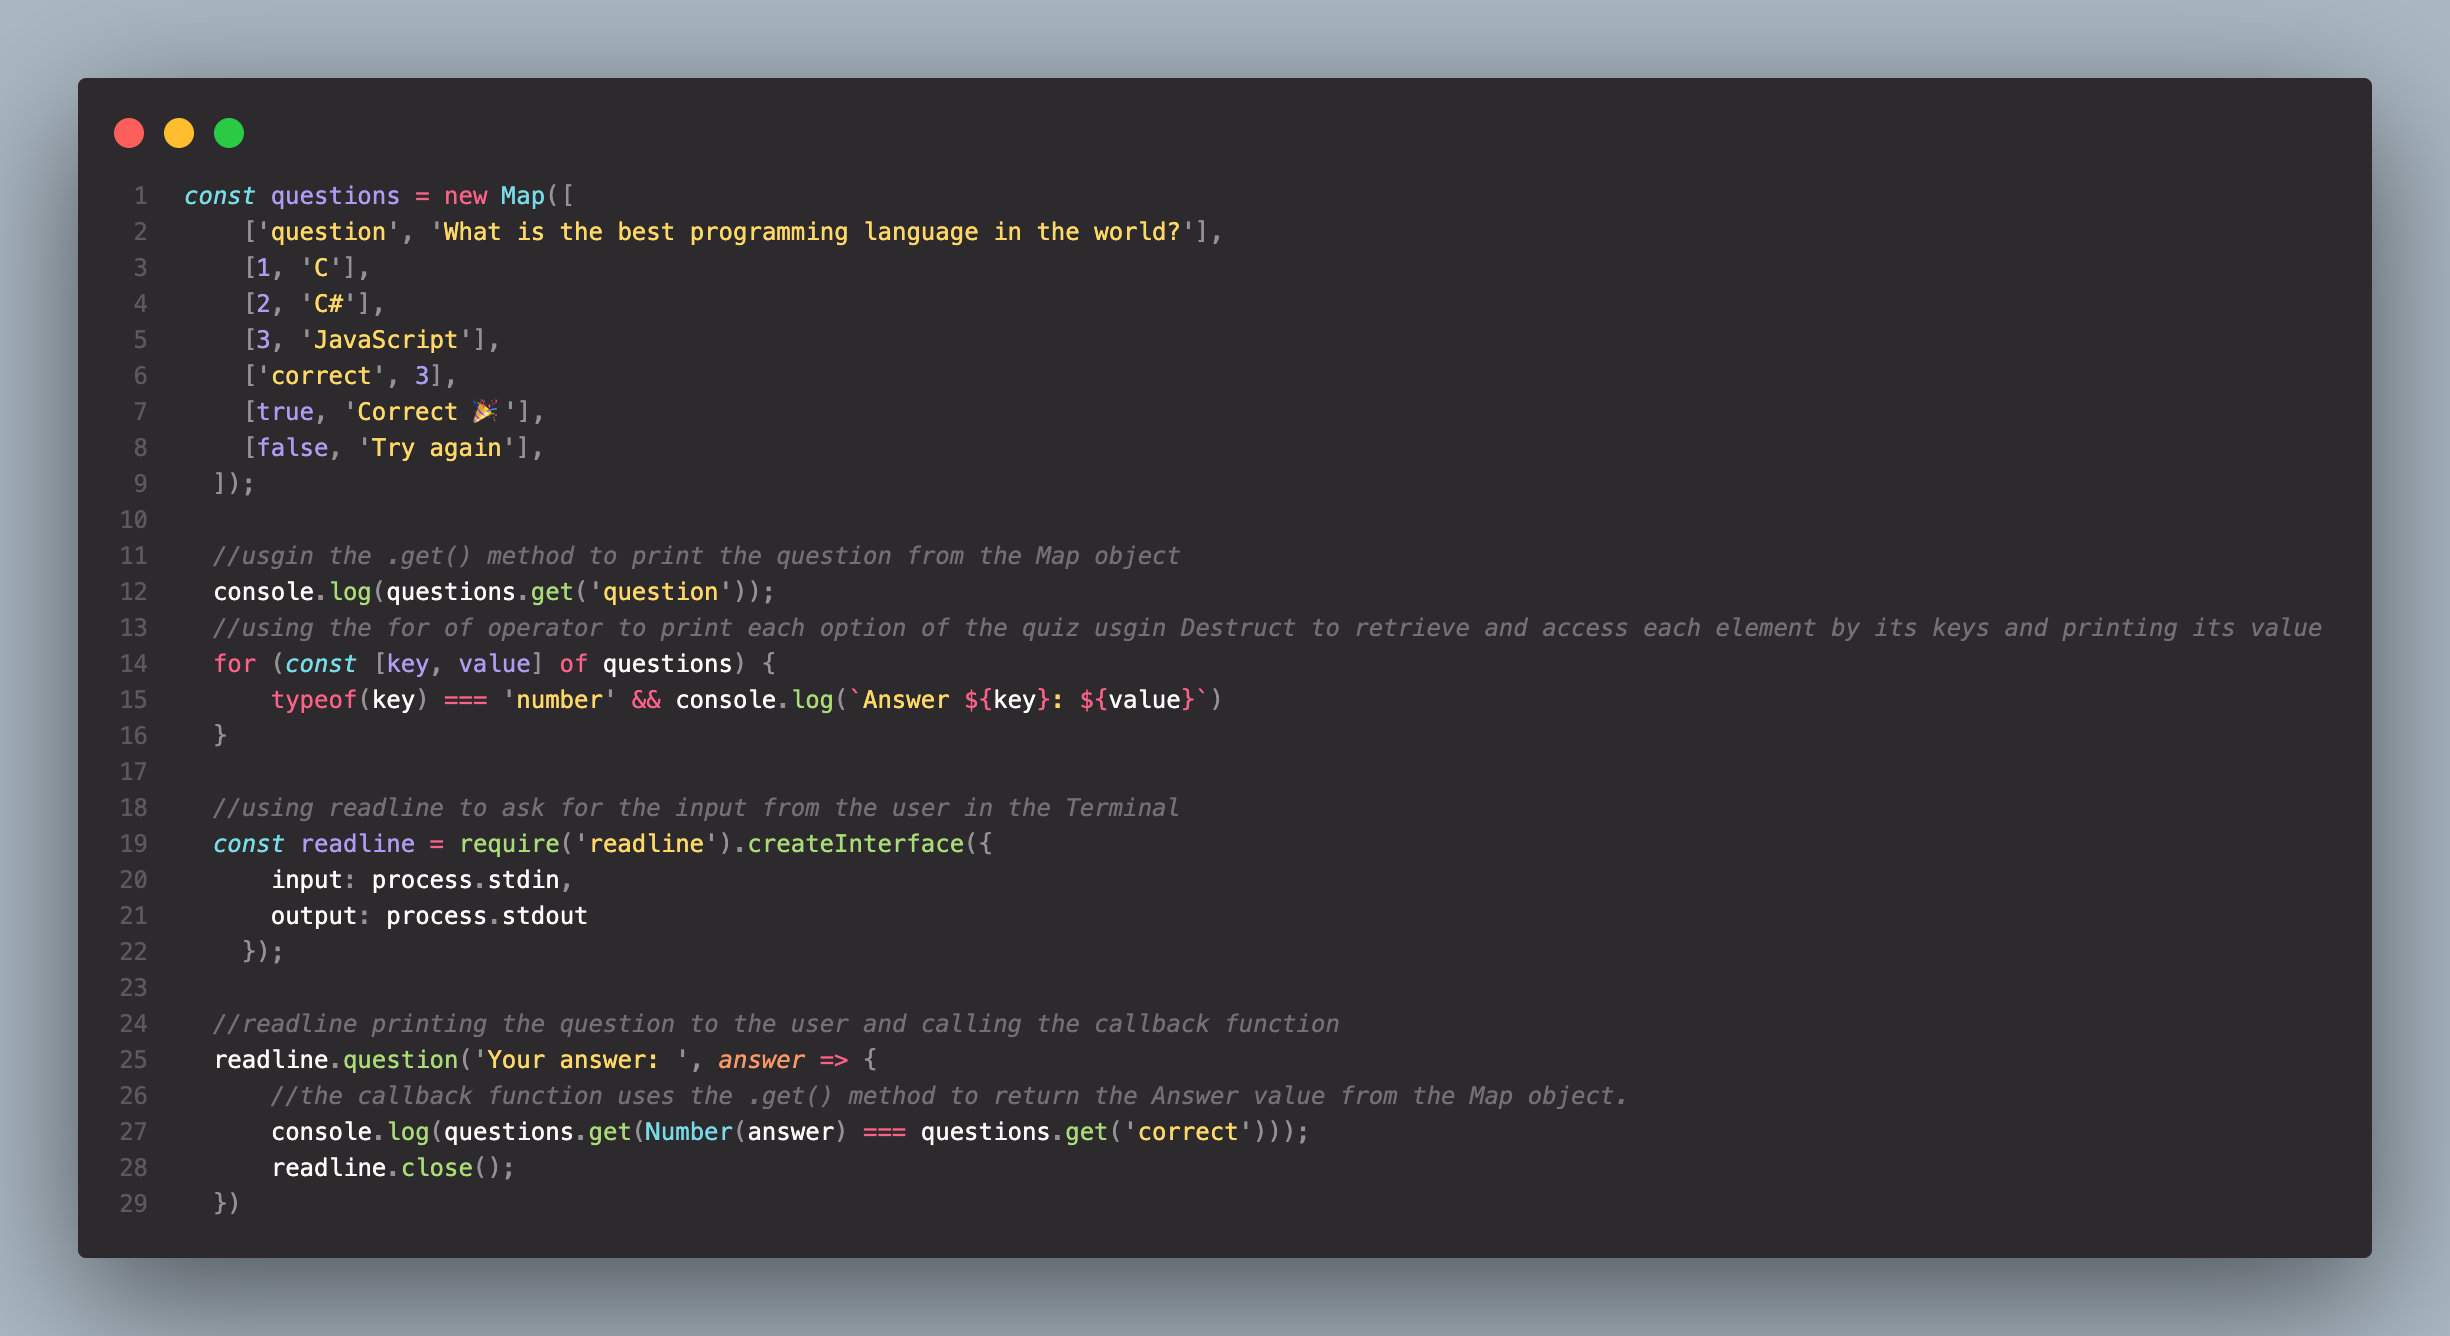 1 const questions = new Map([
2 ['question', 'What is the best programming language in the world?'],
3 [1, 'C'],
4 [2, 'C#'],
5 [3, 'JavaScript'],
6 ['correct', 3],
7 [true, 'Correct 🎉'],
8 [false, 'Try again'],
9 ]);
10
11 //usgin the .get() method to print the question from the Map object
12 console.log(questions.get('question'));
13 //using the for of operator to print each option of the quiz usgin Destruct to retrieve and access each element by its keys and printing its value
14 for (const [key, value] of questions) {
15 typeof(key) === 'number' && console.log(`Answer ${key}: ${value}`)
16 }
17
18 //using readline to ask for the input from the user in the Terminal
19 const readline = require('readline').createInterface({
20 input: process.stdin,
21 output: process.stdout
22 });
23
24 //readline printing the question to the user and calling the callback function
25 readline.question('Your answer: ', answer => {
26 //the callback function uses the .get() method to return the Answer value from the Map object.
27 console.log(questions.get(Number(answer) === questions.get('correct')));
28 readline.close();
29 })